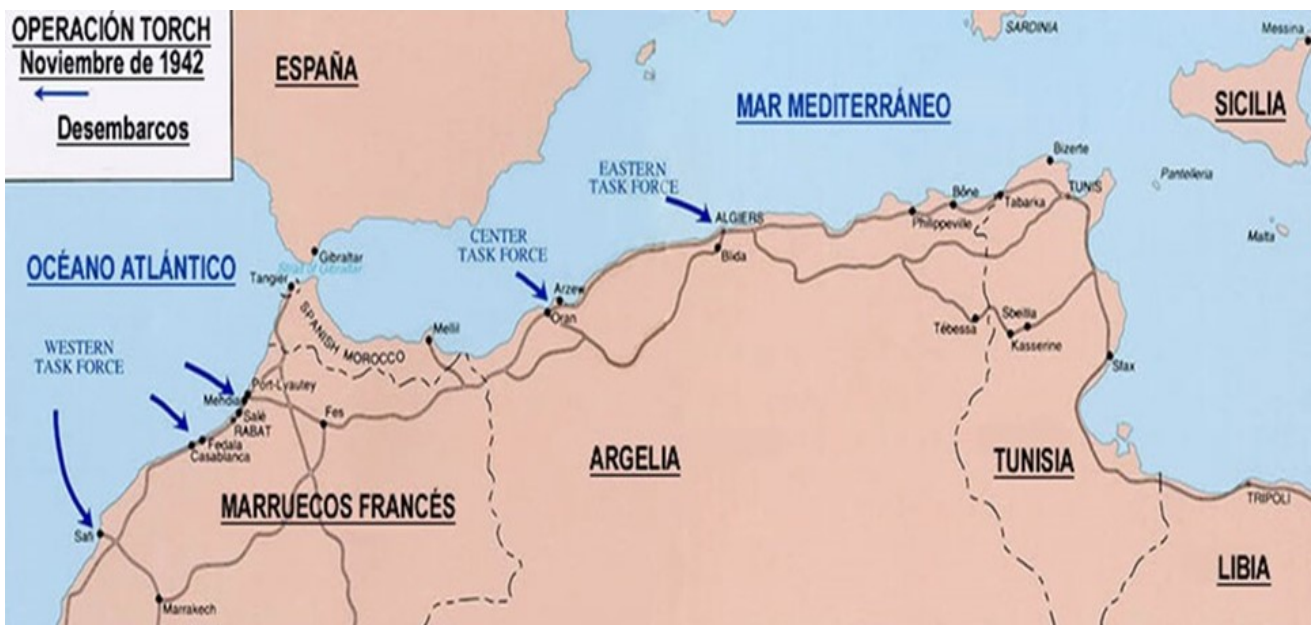 OPERACIÓN TORCH
Noviembre de 1942
Desembarcos
ESPAÑA
SARDINIA
Messina
MAR MEDITERRÁNEO
SICILIA
EASTERN
TASK FORCE
Bizerte
Pantelleria
Bône
TUNIS
Tabarka
ALGIERS
Philippeville
Malta
CENTER
TASK FORCE
Blida
Gibraltar
Strait of Gibraltar
OCÉANO ATLÁNTICO
Tangier
Arzew
Oran
SPANISH MOROCCO
Mellil
Sbeilla
Tébessa
Kasserine
WESTERN
TASK FORCE
Sfax
Port-Lyautey
Mehdia
Salé
Fes
RABAT
Fedala
Casablanca
ARGELIA
TUNISIA
MARRUECOS FRANCÉS
TRIPOLI
Safi
LIBIA
Marrakech